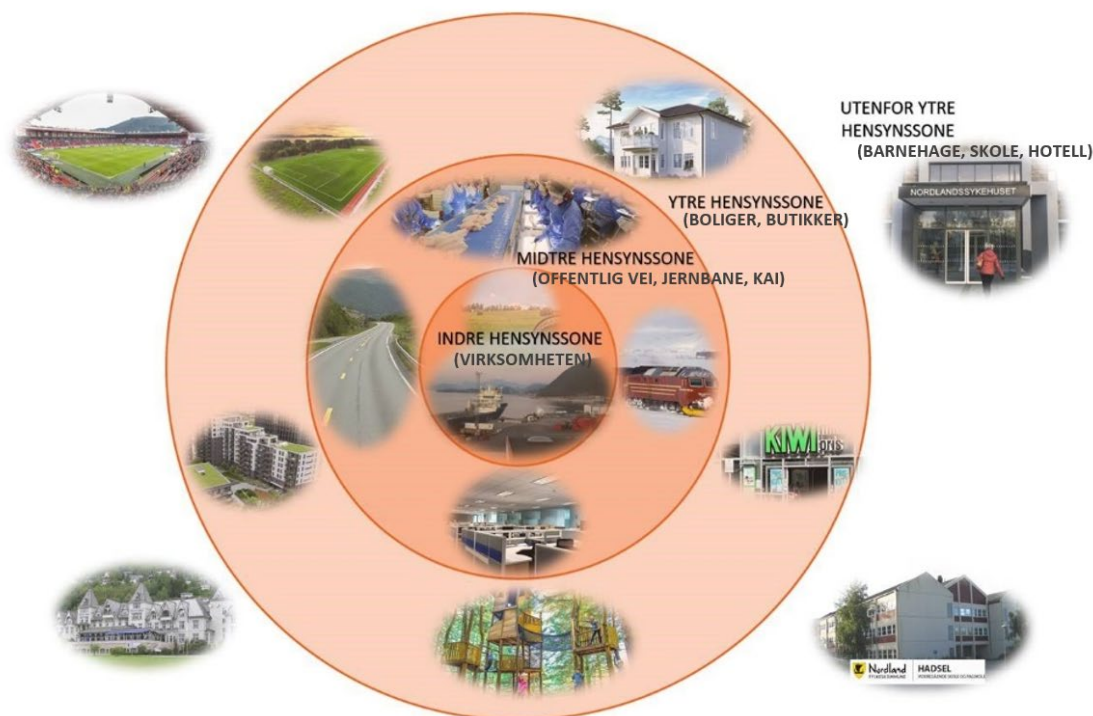 UTENFOR YTRE
HENSYNSSONE
(BARNEHAGE, SKOLE, HOTELL)
NORDLANDSSYKEHUSET
YTRE HENSYNSSONE
(BOLIGER, BUTIKKER)
MIDTRE HENSYNSSONE
(OFFENTLIG VEI, JERNBANE, KAI)
INDRE HENSYNSSONE
(VIRKSOMHETEN)
KIWI
Nordland
HADSEL